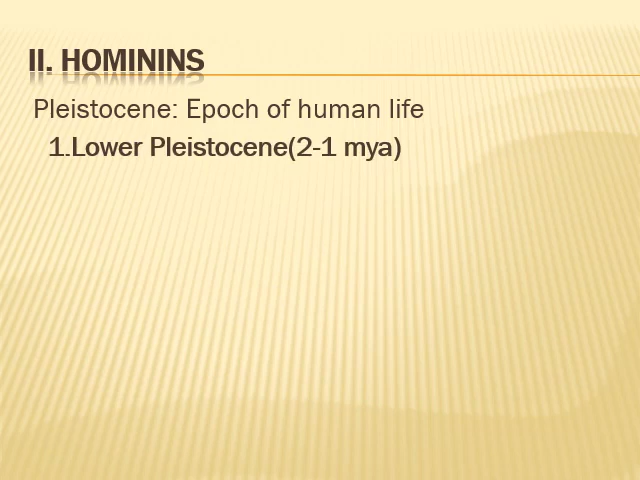 II. HOMININS
Pleistocene: Epoch of human life
1.Lower Pleistocene(2-1 mya)